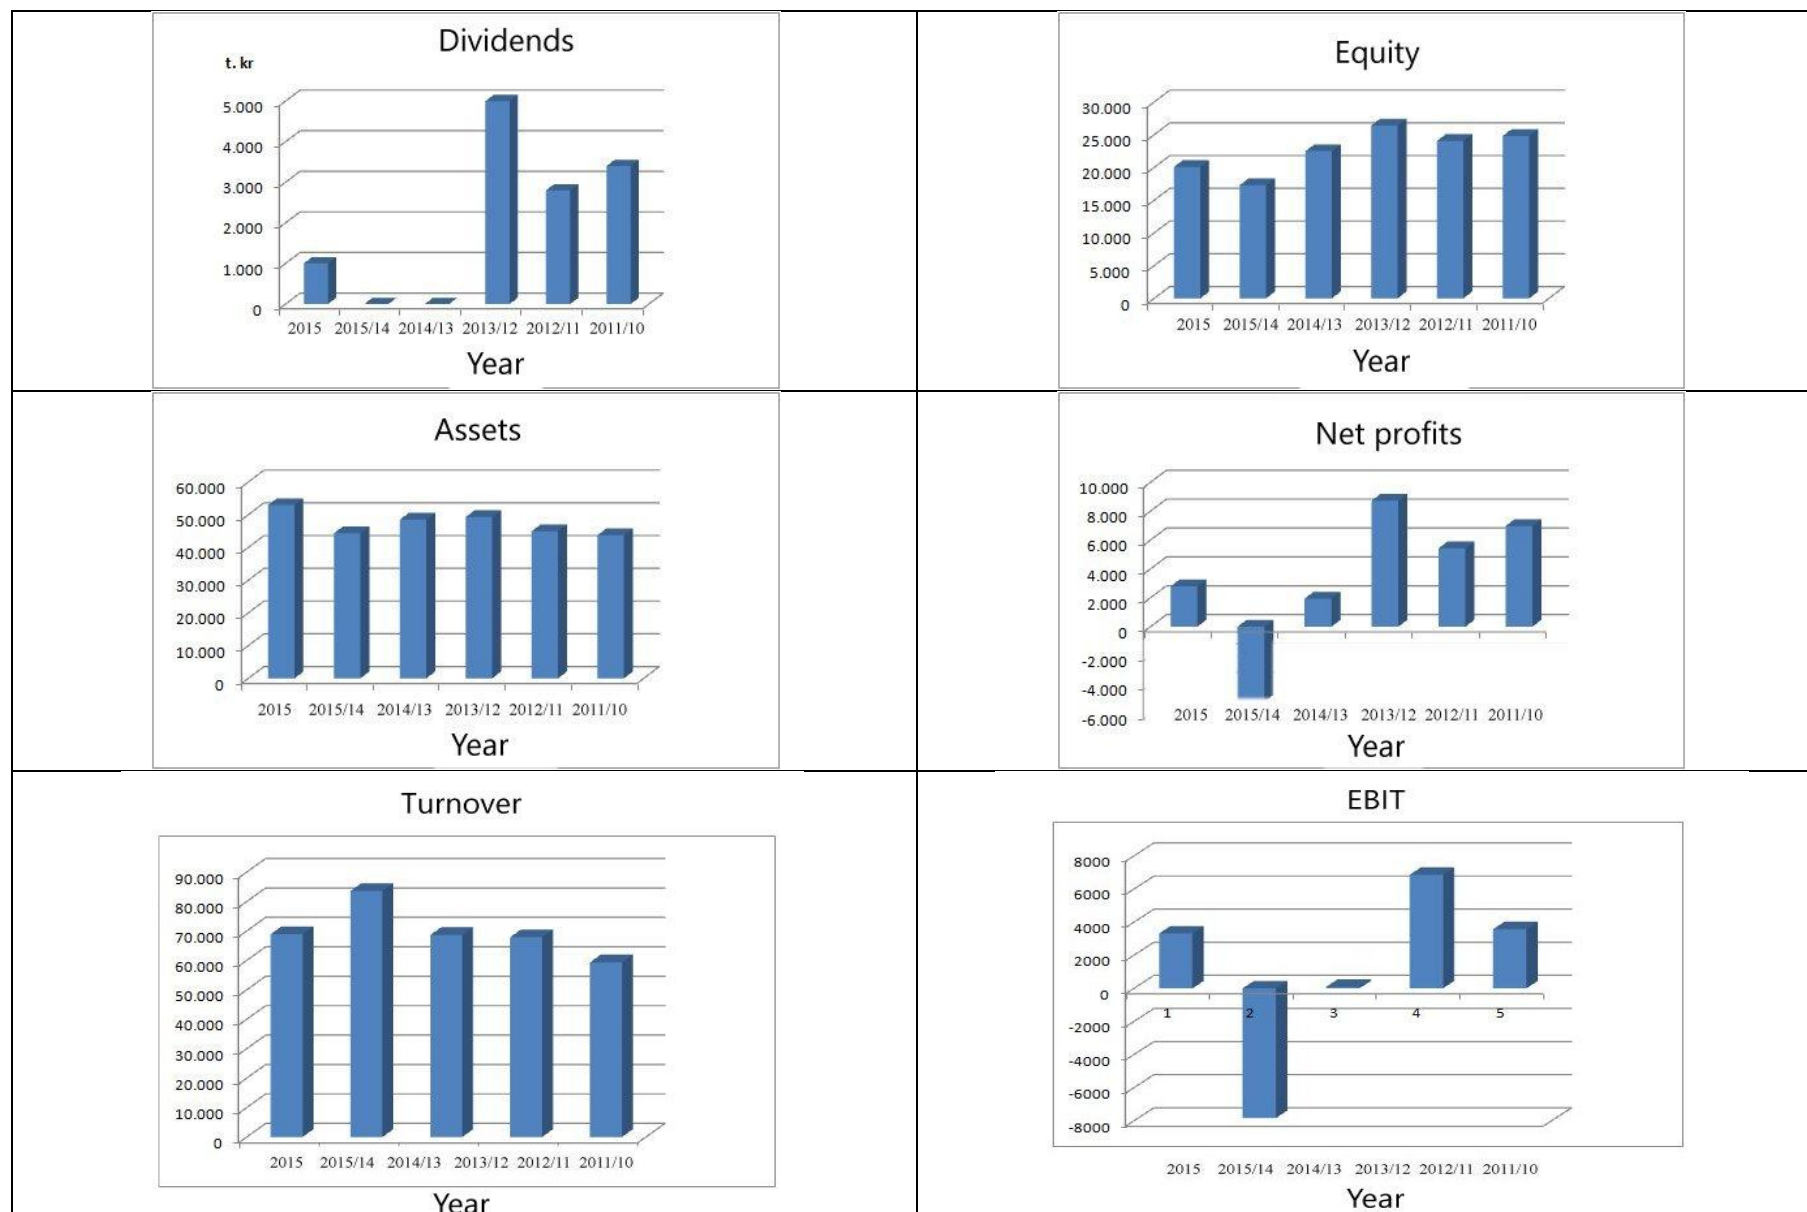 Dividends
t. kr
5.000
4.000
3.000
2.000
1.000
0
2015 2015/14 2014/13 2013/12 2012/11 2011/10
Year
Equity
30.000
25.000
20.000
15.000
10.000
5.000
0
2015 2015/14 2014/13 2013/12 2012/11 2011/10
Year
Assets
60.000
50.000
40.000
30.000
20.000
10.000
0
2015 2015/14 2014/13 2013/12 2012/11 2011/10
Year
Net profits
10.000
8.000
6.000
4.000
2.000
0
-2.000
-4.000
-6.000
2015 2015/14 2014/13 2013/12 2012/11 2011/10
Year
Turnover
90.000
80.000
70.000
60.000
50.000
40.000
30.000
20.000
10.000
0
2015 2015/14 2014/13 2013/12 2012/11 2011/10
Year
EBIT
8000
6000
4000
2000
0
1 2 3 4 5
-2000
-4000
-6000
-8000
2015 2015/14 2014/13 2013/12 2012/11 2011/10
Year